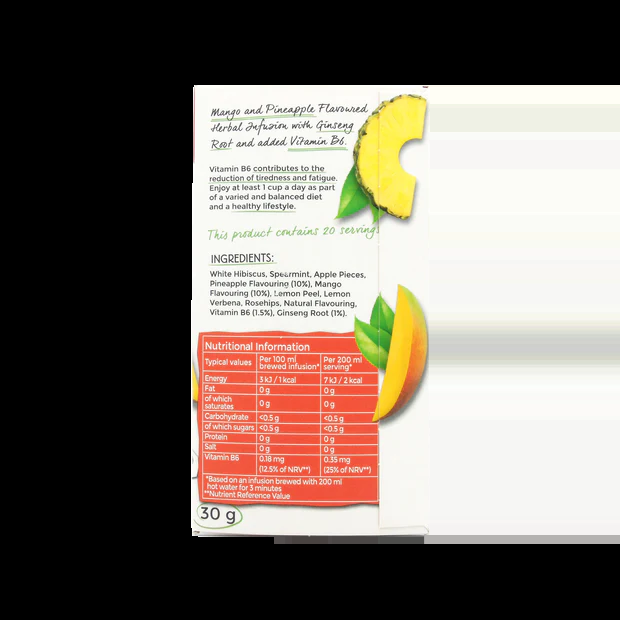 Mango and Pineapple Flavoured
Herbal Infusion with Ginseng
Root and added Vitamin B6.
Vitamin B6 contributes to the
reduction of tiredness and fatigue.
Enjoy at least 1 cup a day as part
of a varied and balanced diet
and a healthy lifestyle.
This product contains 20 servings
INGREDIENTS:
White Hibiscus, Spearmint, Apple Pieces,
Pineapple Flavouring (10%), Mango
Flavouring (10%), Lemon Peel, Lemon
Verbena, Rosehips, Natural Flavouring,
Vitamin B6 (1.5%), Ginseng Root (1%).
Nutritional Information
Typical values Per 100 ml brewed infusion* Per 200 ml serving*
Energy 3 kJ / 1 kcal 7 kJ / 2 kcal
Fat 0 g 0 g
of which saturates 0 g 0 g
Carbohydrate <0.5 g <0.5 g
of which sugars <0.5 g <0.5 g
Protein 0 g 0 g
Salt 0 g 0 g
Vitamin B6 0.18 mg 0.35 mg
(12.5% of NRV**) (25% of NRV**)
*Based on an infusion brewed with 200 ml
hot water for 3 minutes
**Nutrient Reference Value
30 g